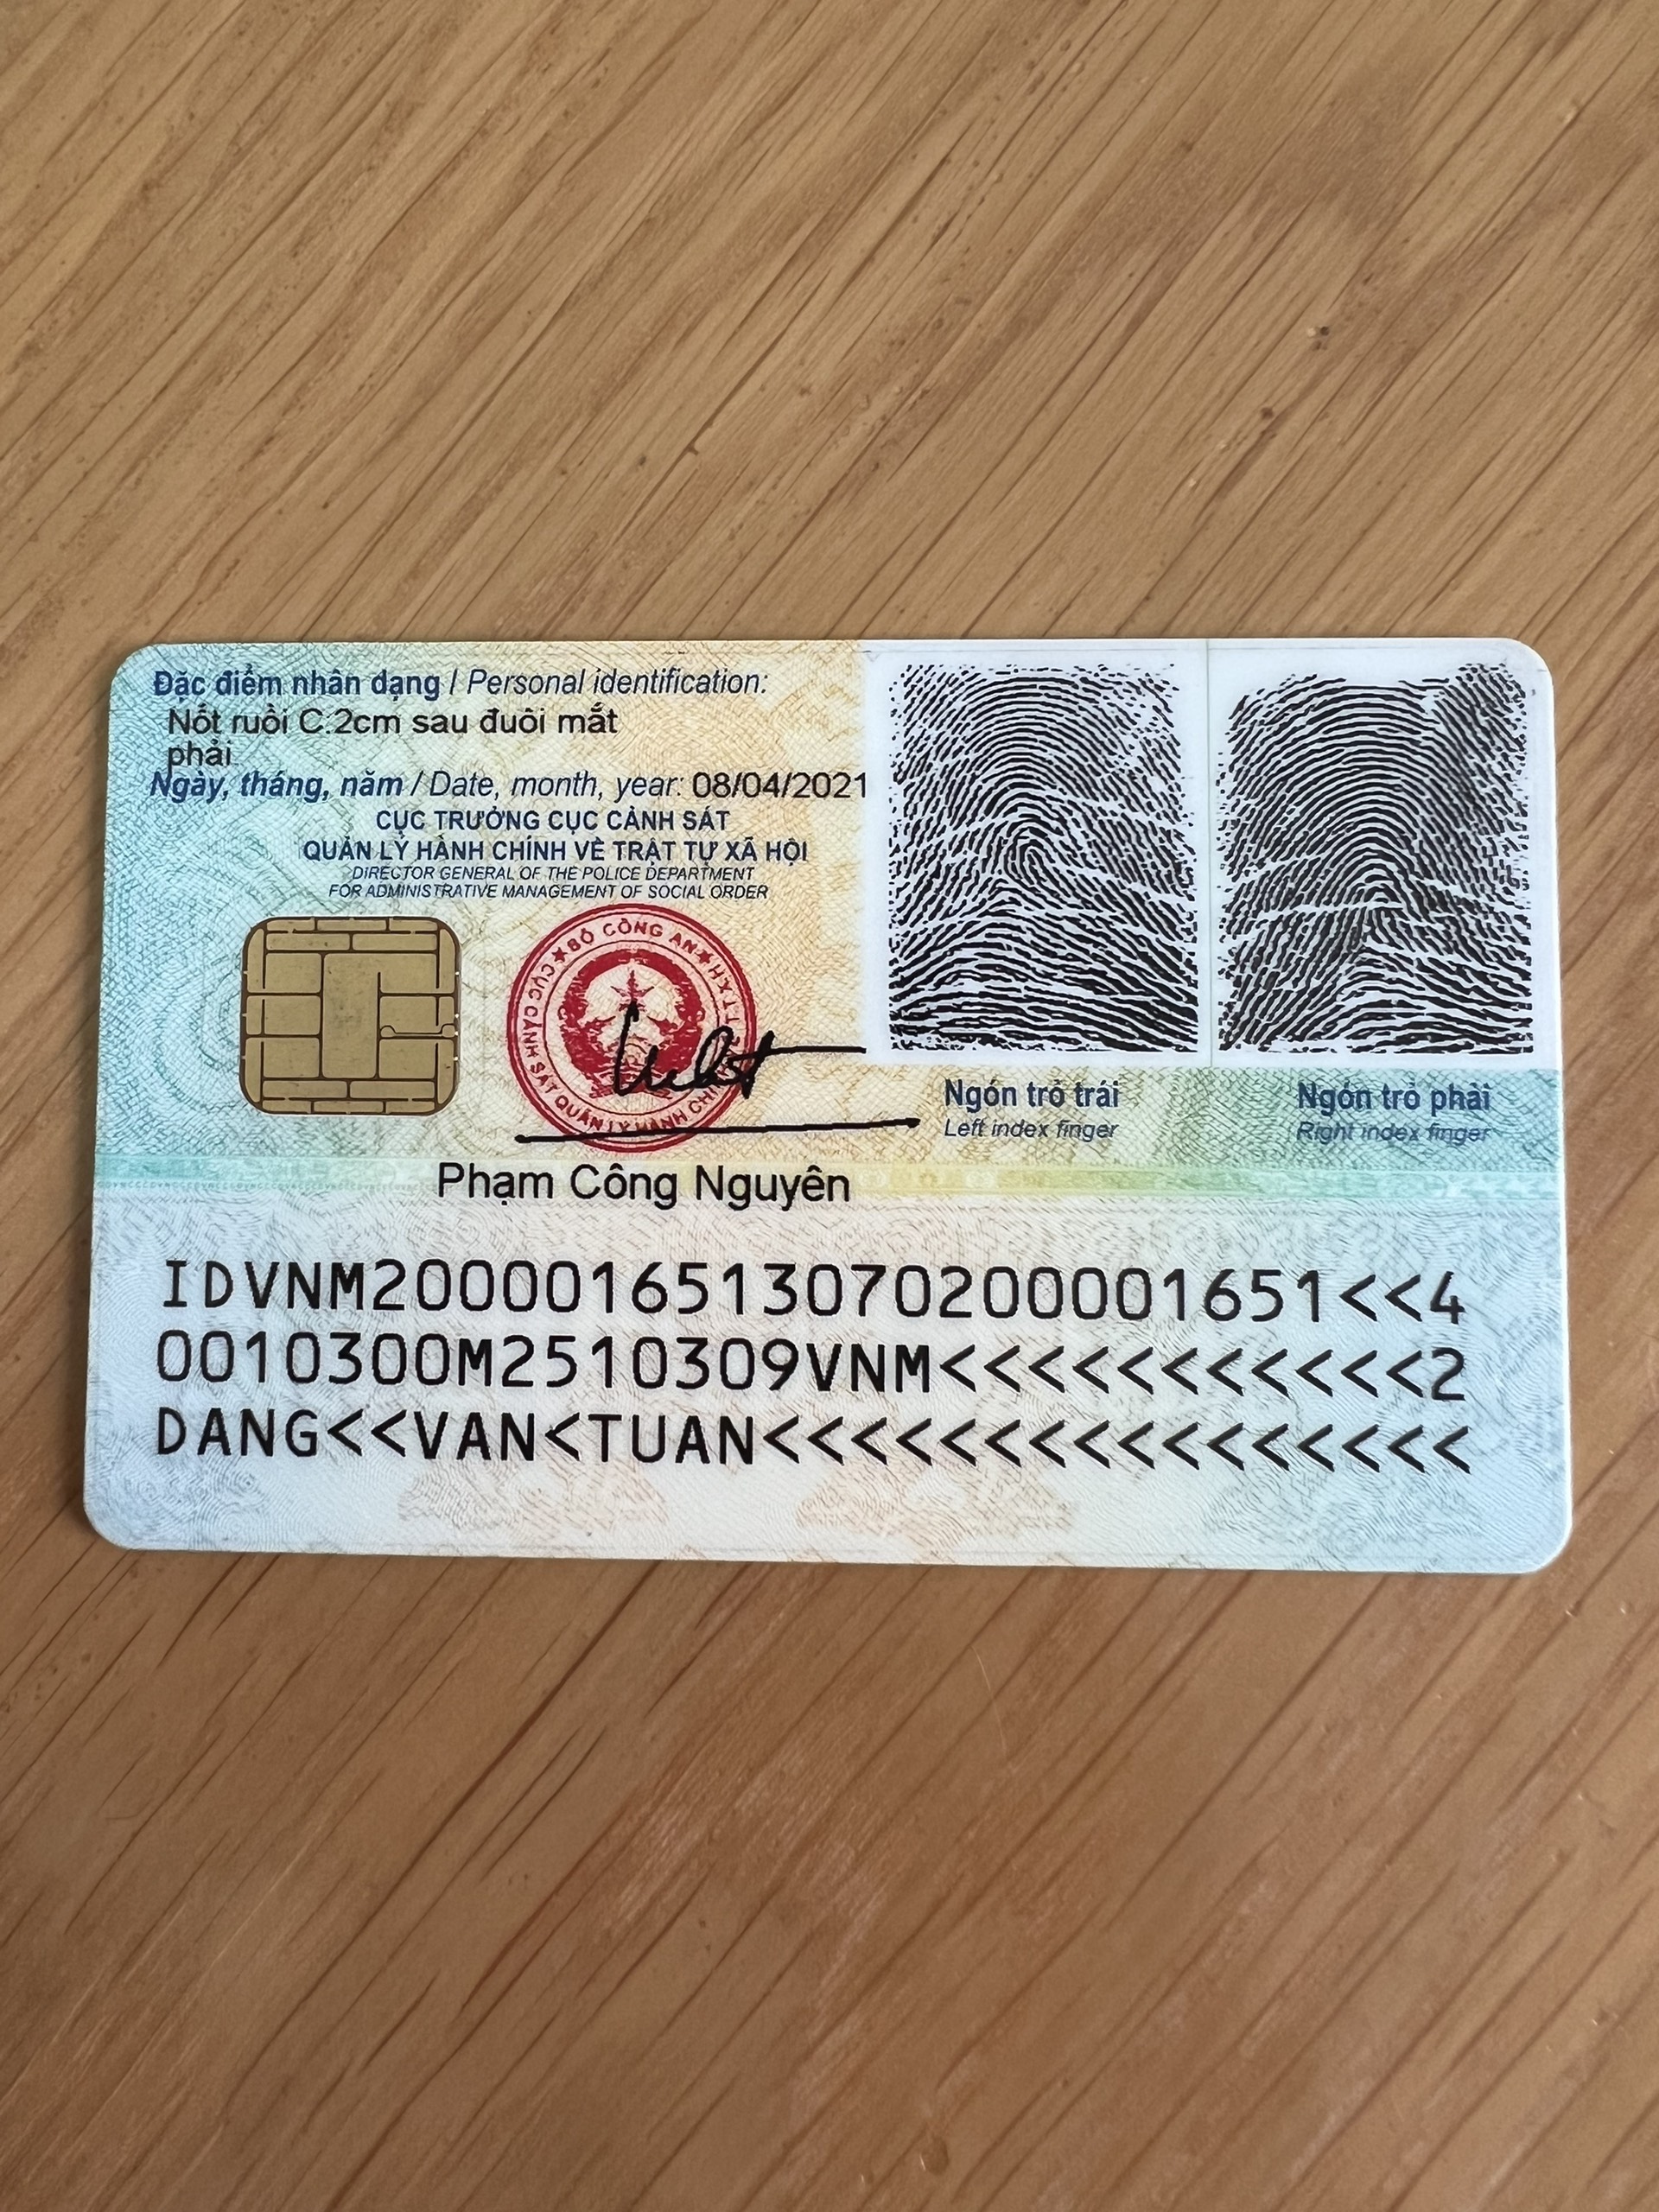 Đặc điểm nhân dạng / Personal identification:
Nốt ruồi C:2cm sau đuôi mắt
phải
Ngày, tháng, năm / Date, month, year: 08/04/2021
CỤC TRƯỞNG CỤC CẢNH SÁT
QUẢN LÝ HÀNH CHÍNH VỀ TRẬT TỰ XÃ HỘI
DIRECTOR GENERAL OF THE POLICE DEPARTMENT
FOR ADMINISTRATIVE MANAGEMENT OF SOCIAL ORDER
BỘ CÔNG AN
CỤC CẢNH SÁT QUẢN LÝ HÀNH CHÍNH
Ngón trỏ trái
Left index finger
Ngón trỏ phải
Right index finger
Phạm Công Nguyên
IDVNM2000016513070200001651<<4
0010300M2510309VNM<<<<<<<<<<<2
DANG<<VAN<TUAN<<<<<<<<<<<<<<<<